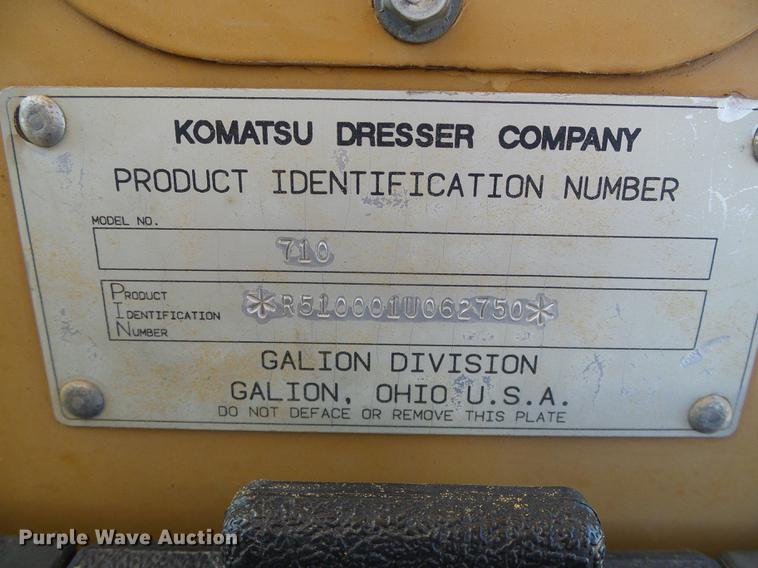 KOMATSU DRESSER COMPANY
PRODUCT IDENTIFICATION NUMBER
MODEL NO.
710
PRODUCT
IDENTIFICATION
NUMBER
*R510001U062750*
GALION DIVISION
GALION, OHIO U.S.A.
DO NOT DEFACE OR REMOVE THIS PLATE
Purple Wave Auction